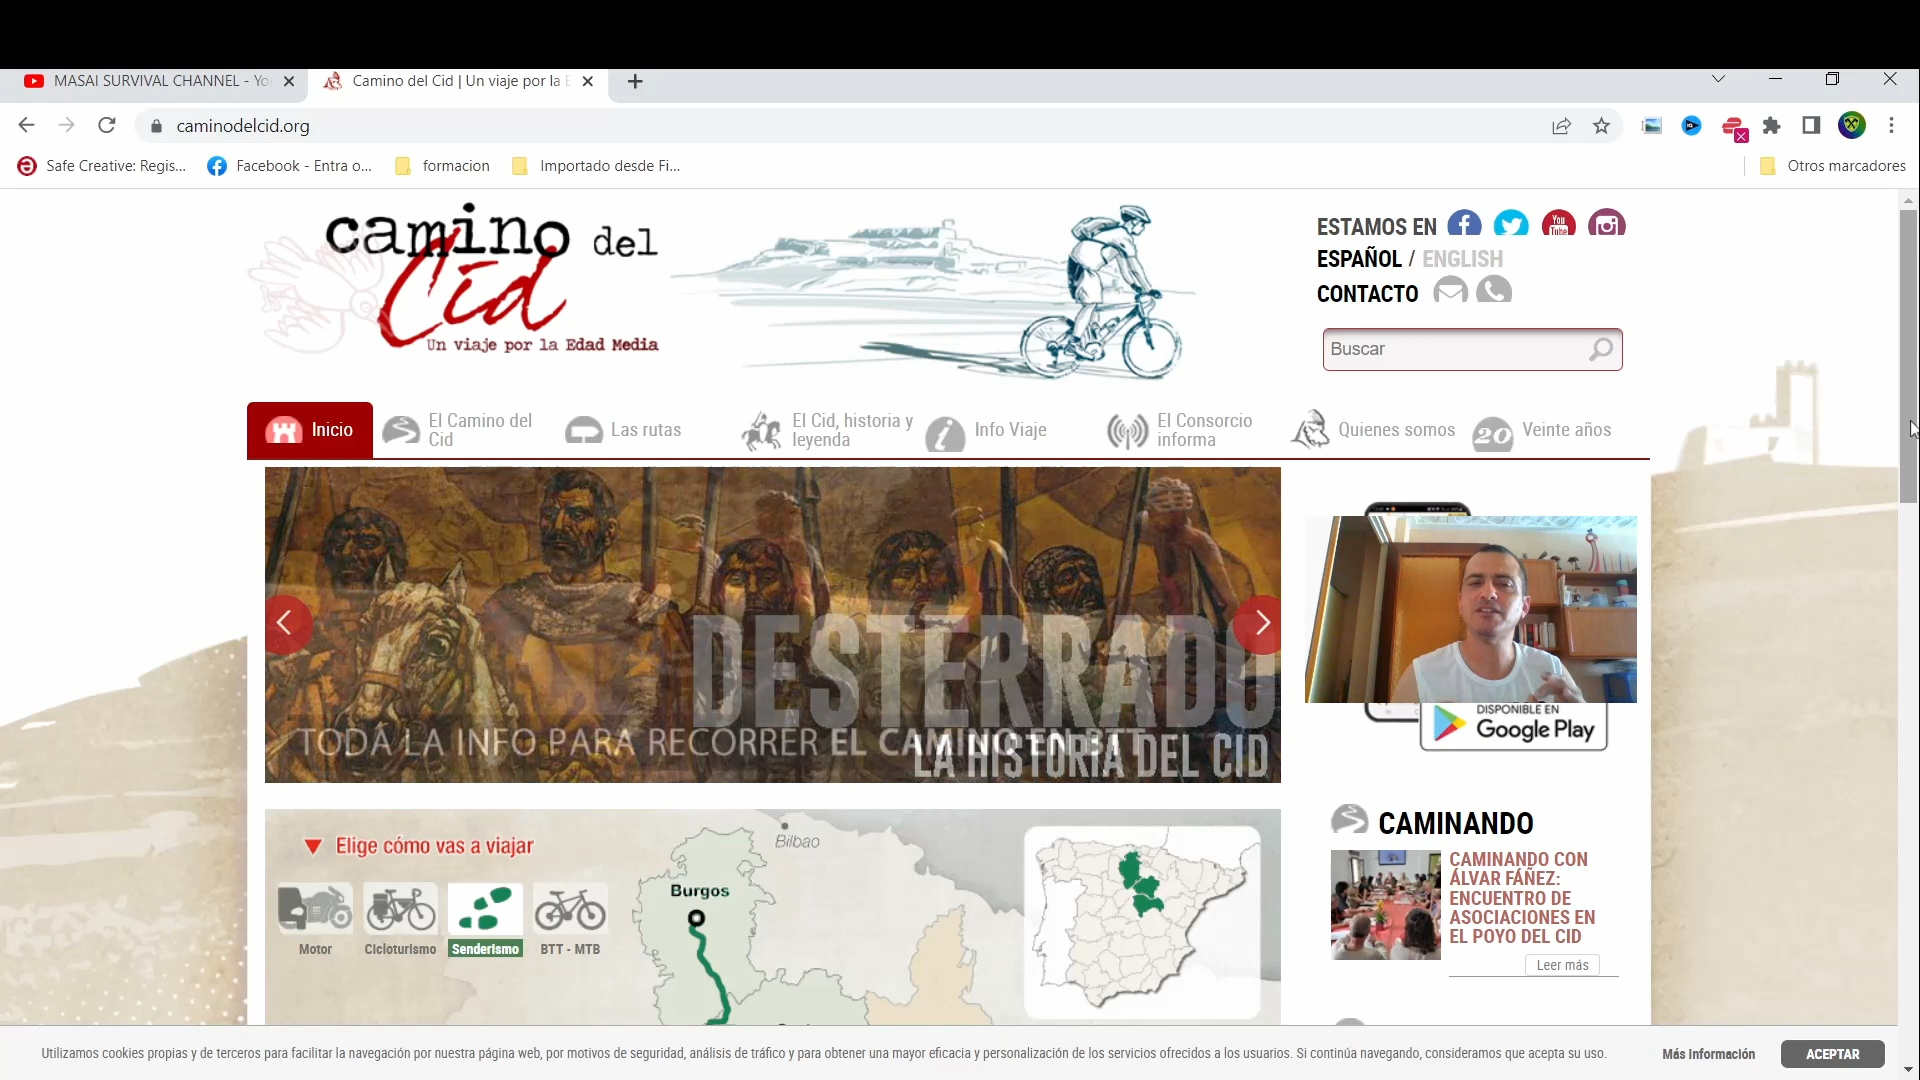 MASAI SURVIVAL CHANNEL - Yo
Camino del Cid | Un viaje por la E
caminodelcid.org
Safe Creative: Regis...
Facebook - Entra o...
formacion
Importado desde Fi...
Otros marcadores
camino del
Cid
Un viaje por la Edad Media
ESTAMOS EN
You
Tube
ESPAÑOL / ENGLISH
CONTACTO
Buscar
Inicio
El Camino del
Cid
Las rutas
El Cid, historia y
leyenda
Info Viaje
El Consorcio
informa
Quienes somos
20
Veinte años
DESTERRADO
TODA LA INFO PARA RECORRER EL CAMINO EN BTT
LA HISTORIA DEL CID
DISPONIBLE EN
Google Play
Elige cómo vas a viajar
Motor
Cicloturismo
Senderismo
BTT - MTB
Bilbao
Burgos
CAMINANDO
CAMINANDO CON
ÁLVAR FÁÑEZ:
ENCUENTRO DE
ASOCIACIONES EN
EL POYO DEL CID
Leer más
Utilizamos cookies propias y de terceros para facilitar la navegación por nuestra página web, por motivos de seguridad, análisis de tráfico y para obtener una mayor eficacia y personalización de los servicios ofrecidos a los usuarios. Si continúa navegando, consideramos que acepta su uso.
Más Información
ACEPTAR